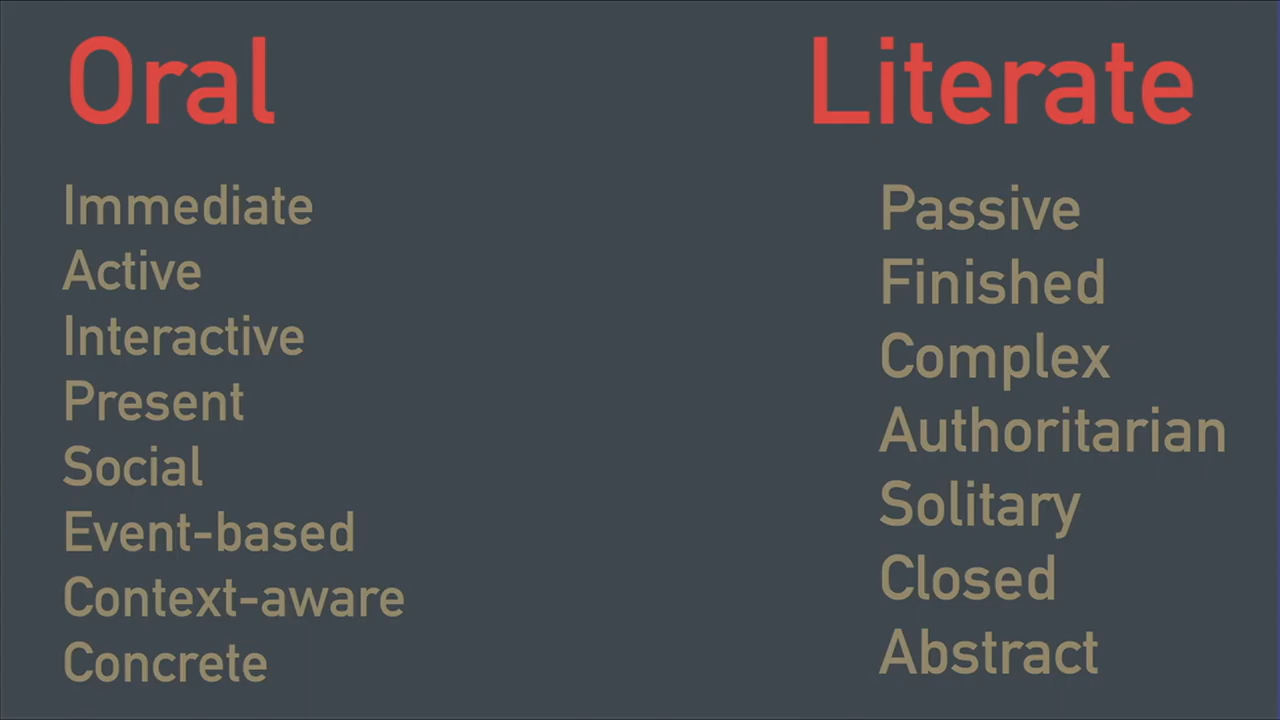 Oral
Immediate
Active
Interactive
Present
Social
Event-based
Context-aware
Concrete
Literate
Passive
Finished
Complex
Authoritarian
Solitary
Closed
Abstract